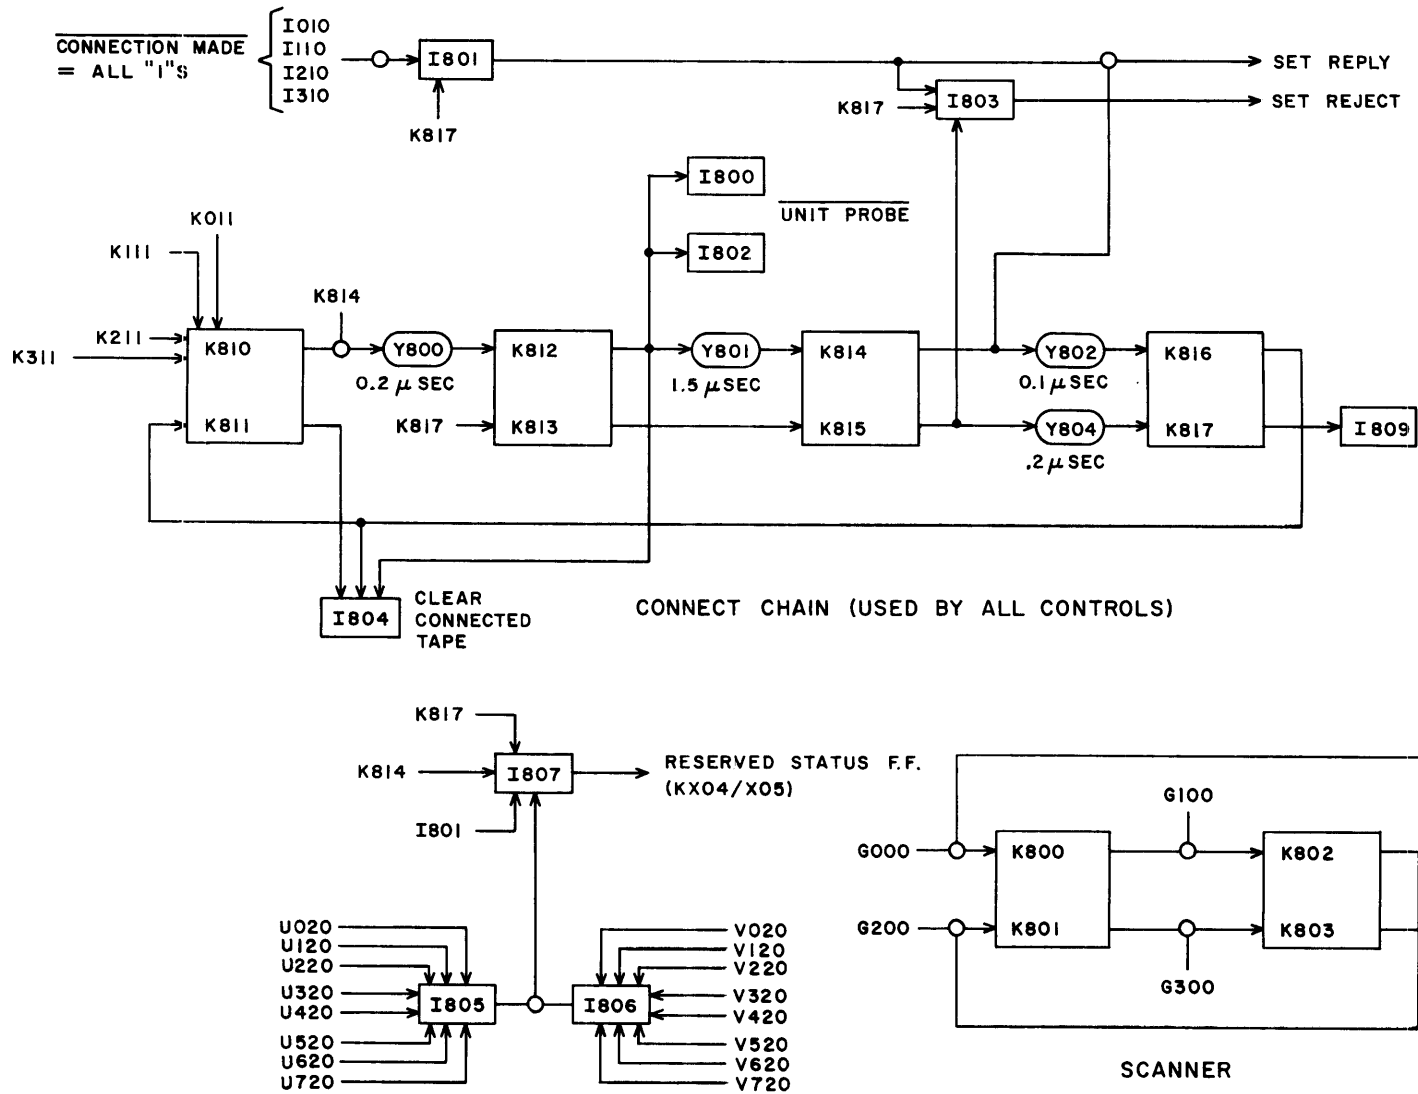 CONNECTION MADE
= ALL "1"S
I010
I110
I210
I310
I801
K817
SET REPLY
K817
I803
SET REJECT
I800
UNIT PROBE
I802
K011
K111
K211
K311
K810
K811
K814
Y800
0.2 μ SEC
K817
K812
K813
Y801
1.5 μ SEC
K814
K815
Y802
0.1 μ SEC
Y804
.2 μ SEC
K816
K817
I809
I804
CLEAR
CONNECTED
TAPE
CONNECT CHAIN (USED BY ALL CONTROLS)
K817
K814
I807
I801
RESERVED STATUS F.F.
(KX04/X05)
U020
U120
U220
U320
U420
U520
U620
U720
I805
I806
V020
V120
V220
V320
V420
V520
V620
V720
G000
G200
K800
K801
G100
G300
K802
K803
SCANNER